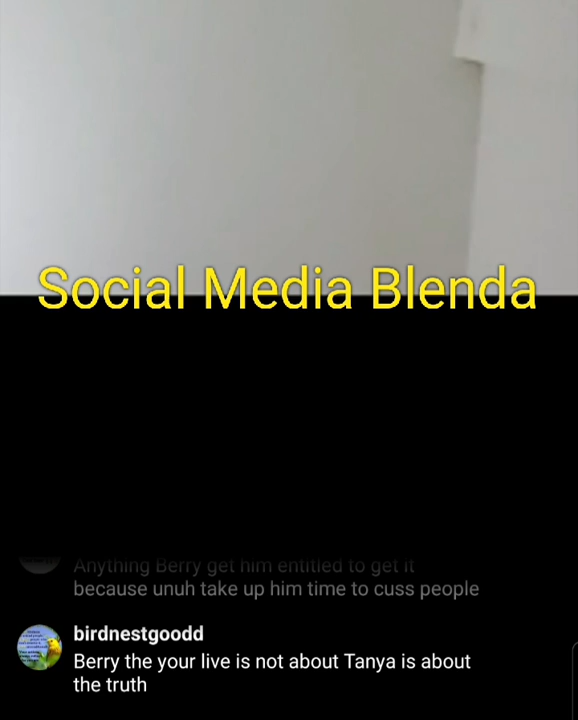 Social Media Blenda
Anything Berry get him entitled to get it
because unuh take up him time to cuss people
birdnestgoodd
Berry the your live is not about Tanya is about
the truth